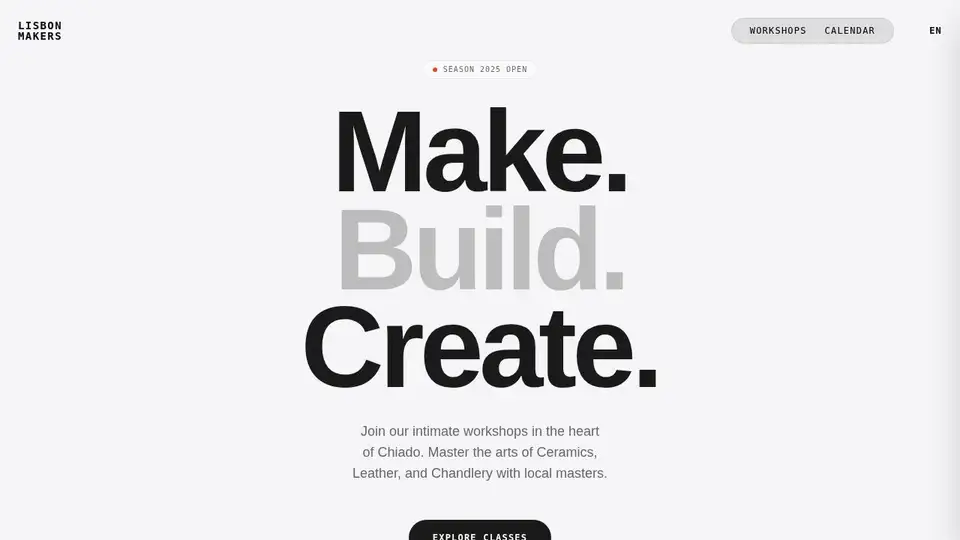 LISBON
MAKERS
WORKSHOPS CALENDAR
EN
SEASON 2025 OPEN
Make.
Build.
Create.
Join our intimate workshops in the heart
of Chiado. Master the arts of Ceramics,
Leather, and Chandlery with local masters.
EXPLORE CLASSES